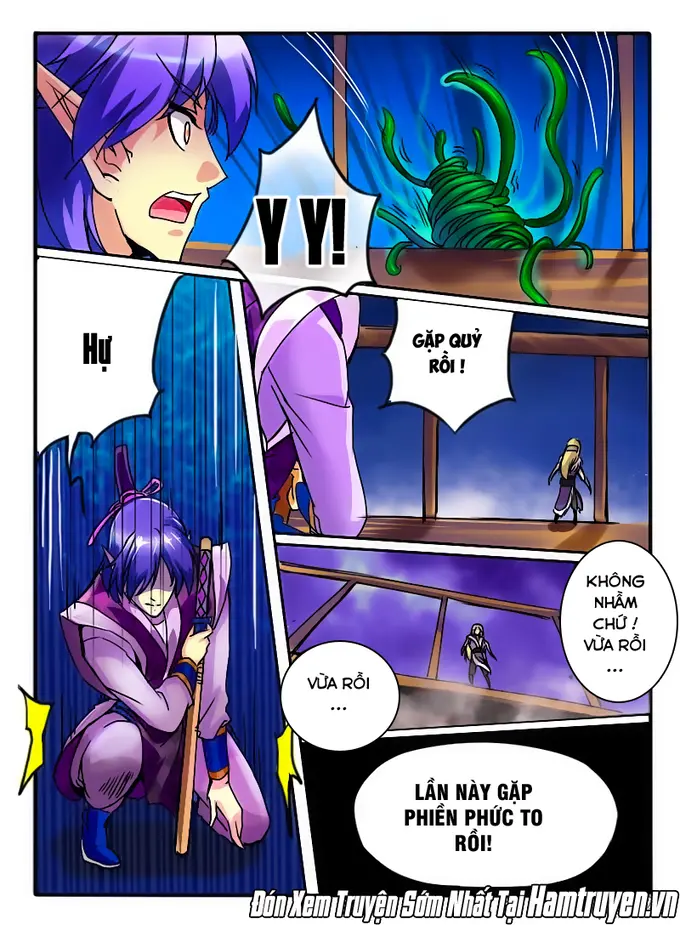 Y Y!
HỰ
GẶP QUỶ
RỒI !
KHÔNG
NHẦM
CHỨ !
VỪA RỒI
...
VỪA RỒI
...
LẦN NÀY GẶP
PHIỀN PHỨC TO
RỒI!
Đón Xem Truyện Sớm Nhất Tại Hamtruyen.vn